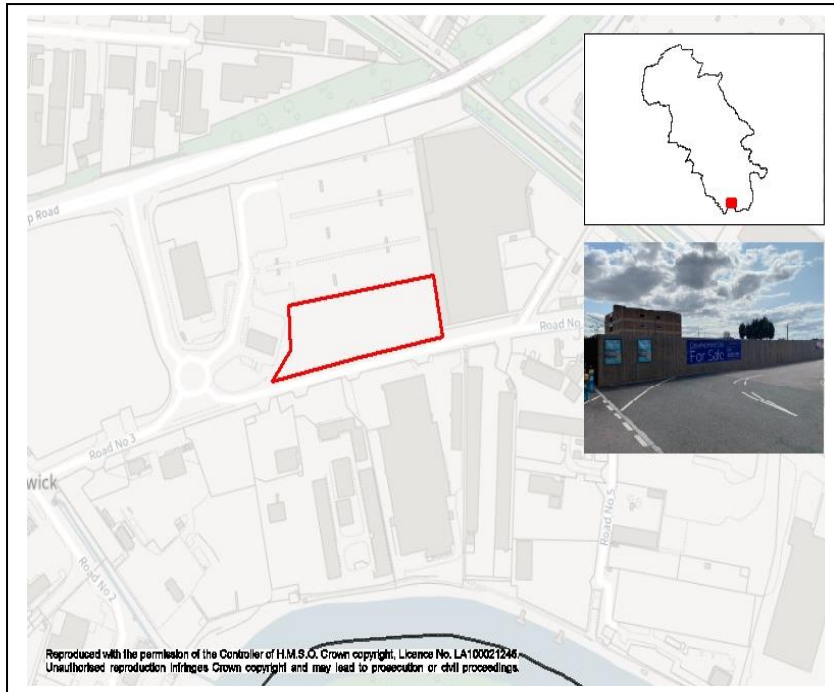 p Road
Road No.
Road No 3
wick
Road No 2
Road No 5
For Sale
Reproduced with the permission of the Controller of H.M.S.O. Crown copyright, Licence No. LA100021245.
Unauthorised reproduction infringes Crown copyright and may lead to prosecution or civil proceedings.